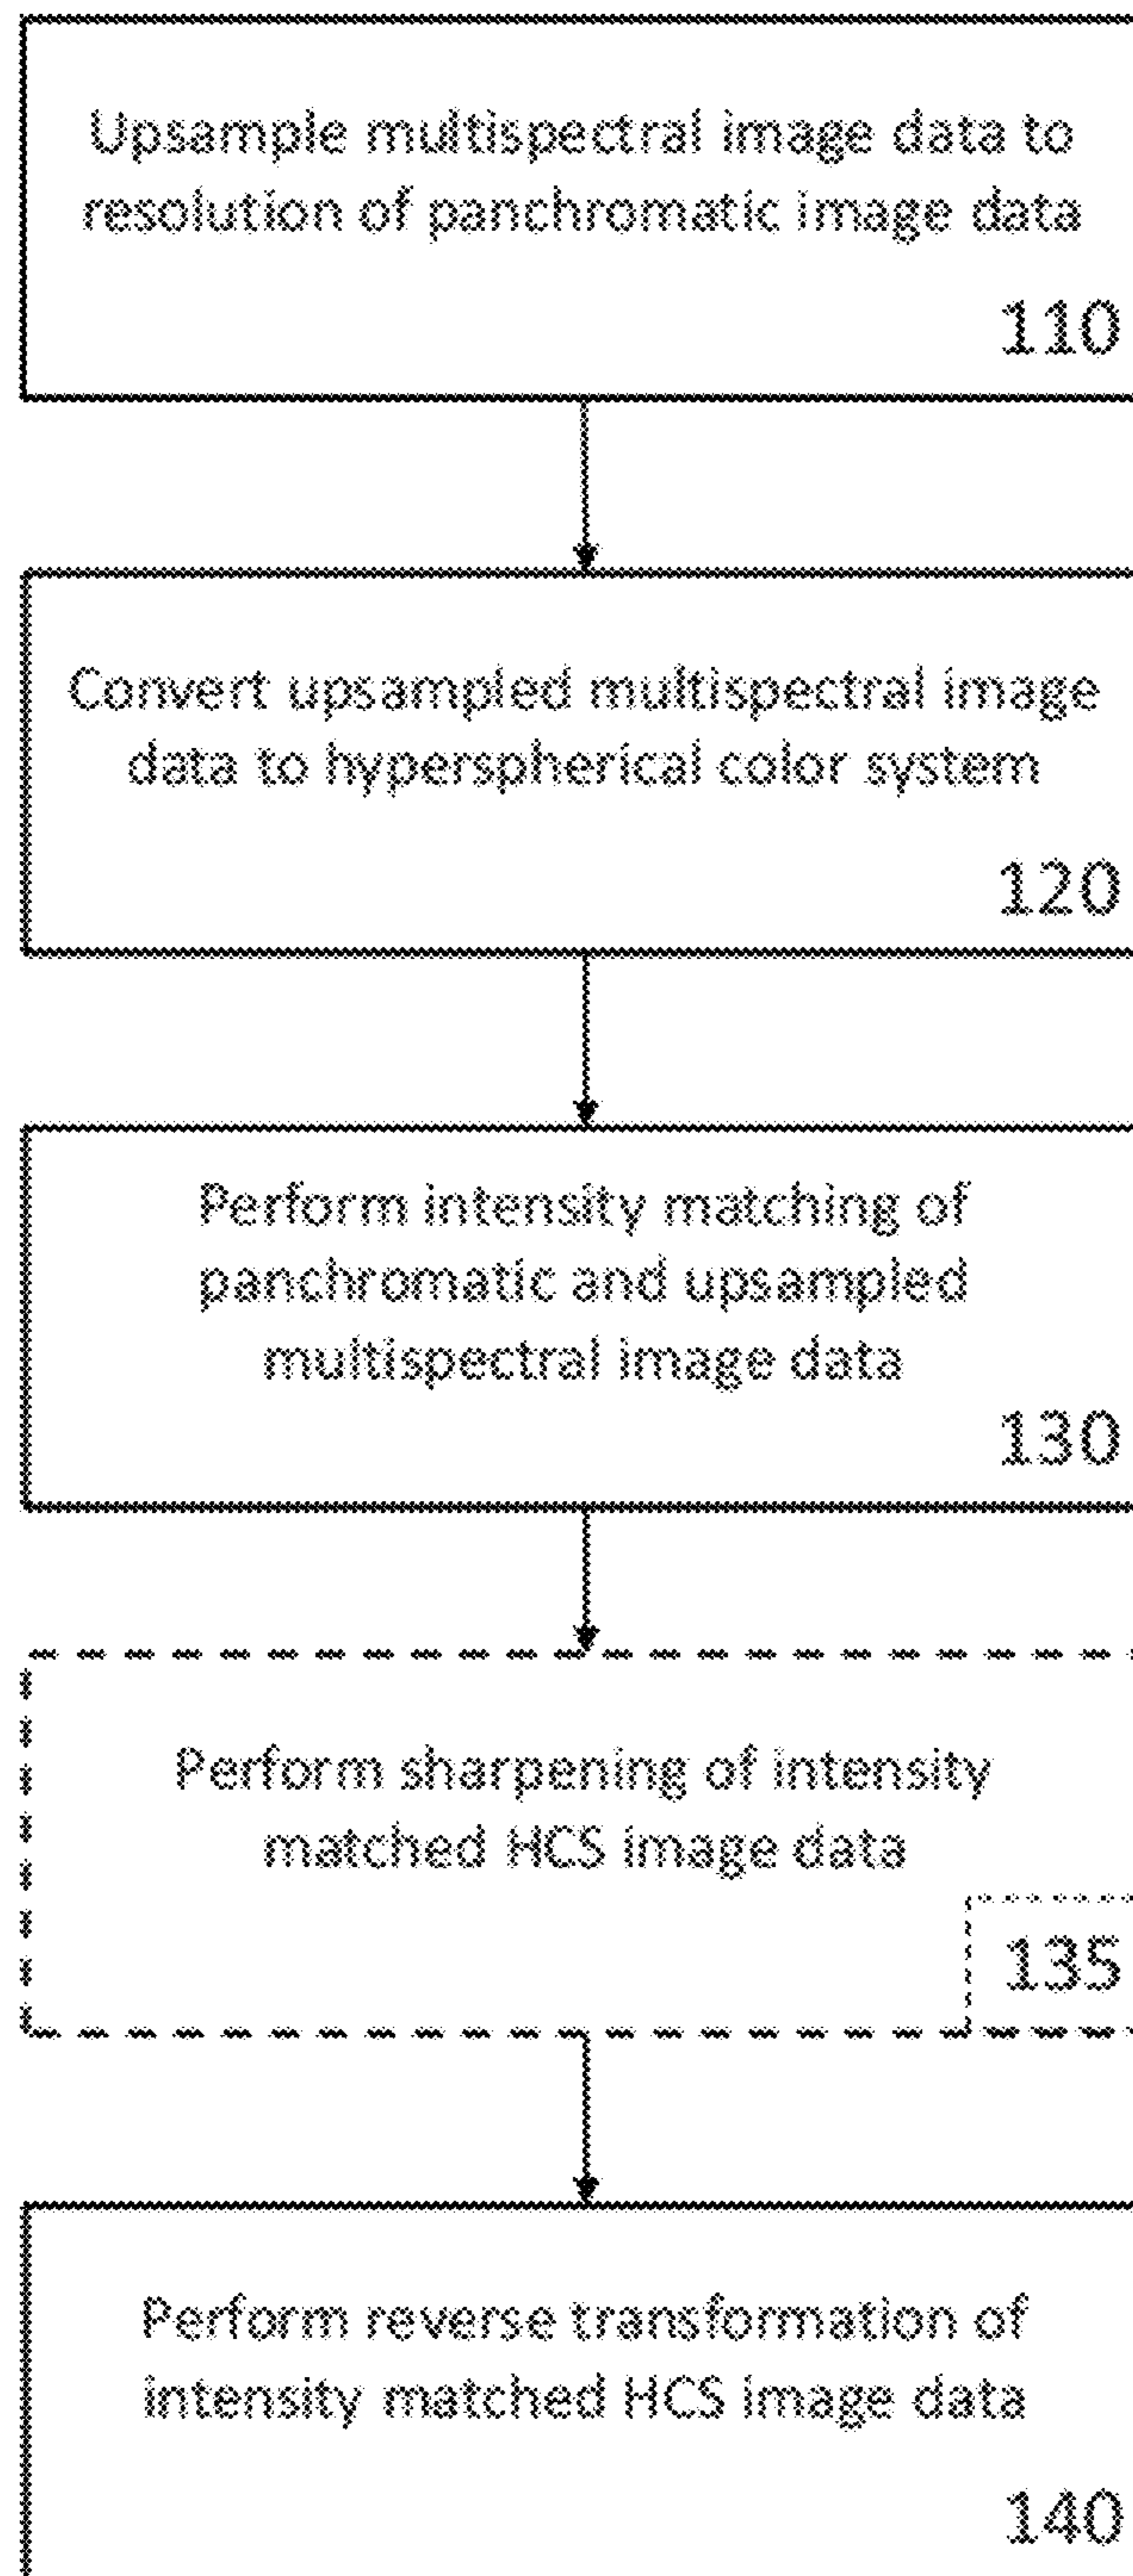 Upsample multispectral image data to
resolution of panchromatic image data
110
Convert upsampled multispectral image
data to hyperspherical color system
120
Perform intensity matching of
panchromatic and upsampled
multispectral image data
130
Perform sharpening of intensity
matched HCS image data
135
Perform reverse transformation of
intensity matched HCS image data
140